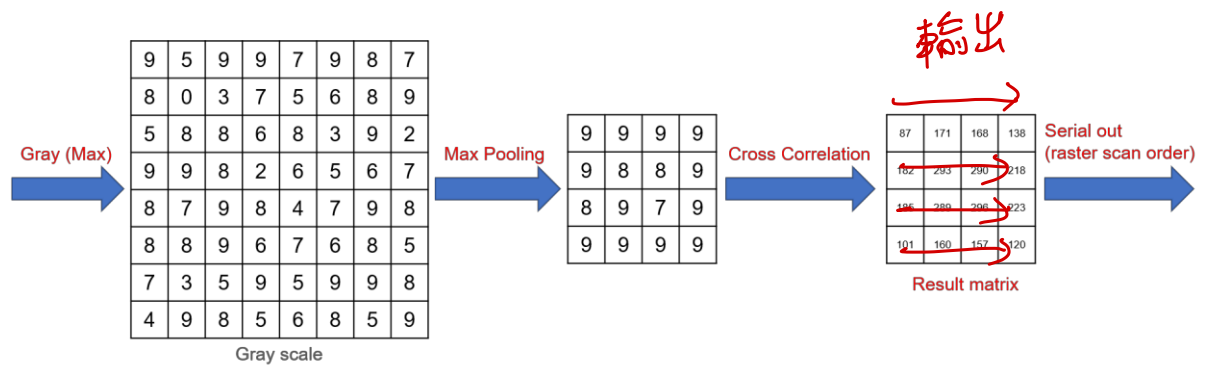 輸出
Gray (Max)
9 5 9 9 7 9 8 7
8 0 3 7 5 6 8 9
5 8 8 6 8 3 9 2
9 9 8 2 6 5 6 7
8 7 9 8 4 7 9 8
8 8 9 6 7 6 8 5
7 3 5 9 5 9 9 8
4 9 8 5 6 8 5 9
Gray scale
Max Pooling
9 9 9 9
9 8 8 9
8 9 7 9
9 9 9 9
Cross Correlation
87 171 168 138
182 293 290 218
185 289 296 223
101 160 157 120
Result matrix
Serial out
(raster scan order)